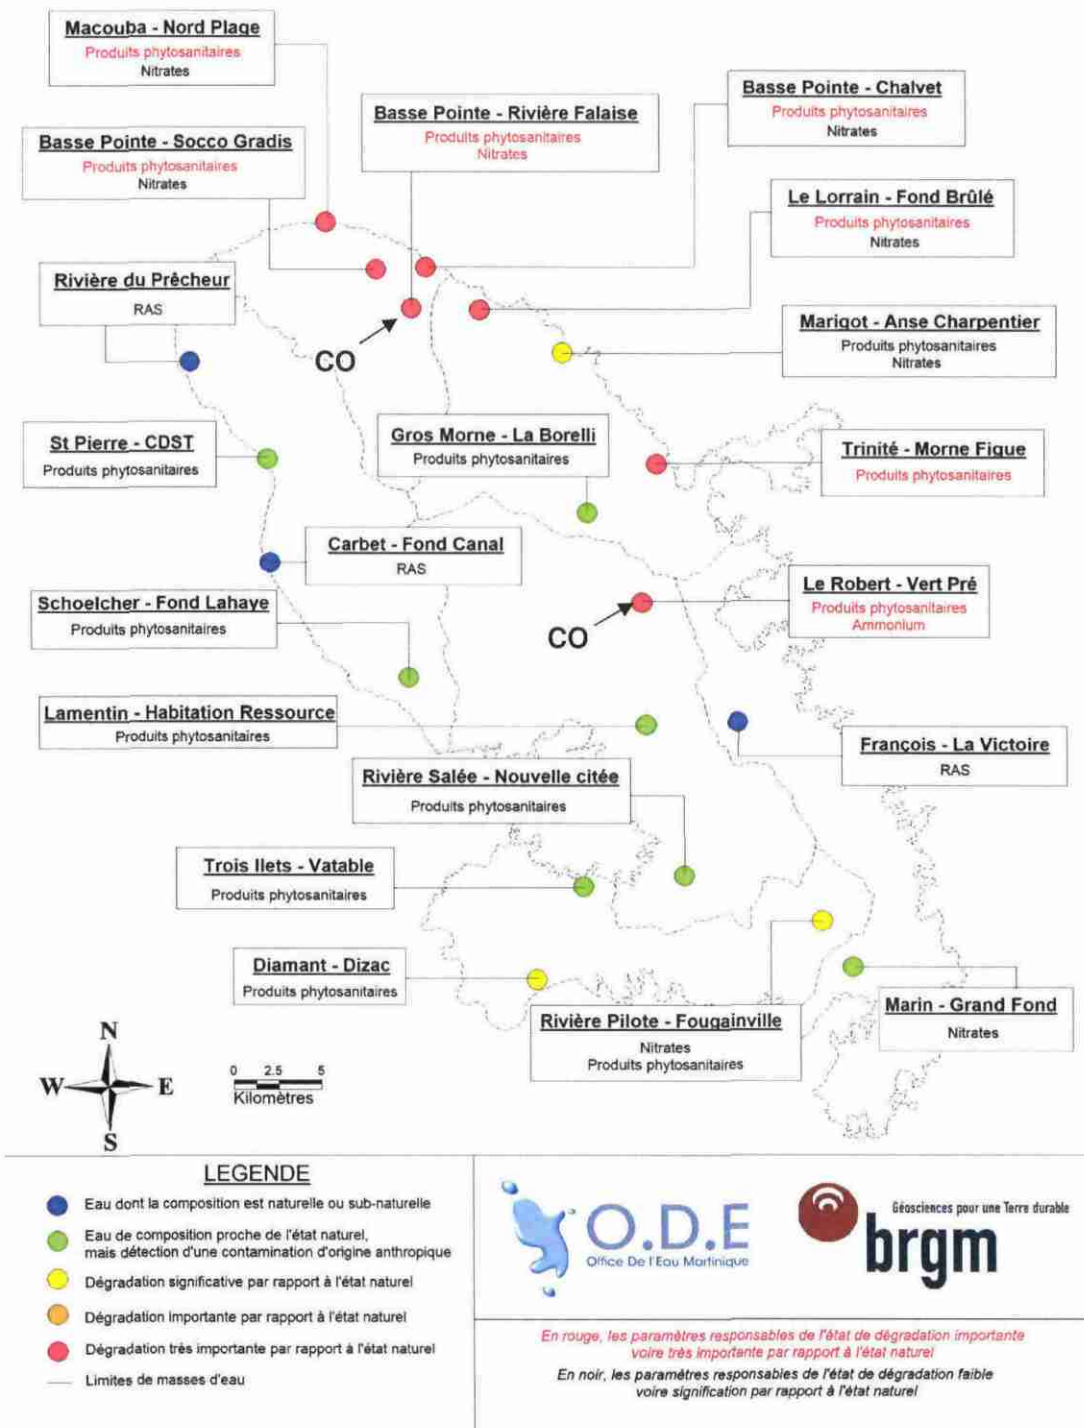 Macouba - Nord Plage
Produits phytosanitaires
Nitrates
Basse Pointe - Rivière Falaise
Produits phytosanitaires
Nitrates
Basse Pointe - Chalvet
Produits phytosanitaires
Nitrates
Basse Pointe - Socco Gradis
Produits phytosanitaires
Nitrates
Le Lorrain - Fond Brûlé
Produits phytosanitaires
Nitrates
Rivière du Prêcheur
RAS
Marigot - Anse Charpentier
Produits phytosanitaires
Nitrates
CO
St Pierre - CDST
Produits phytosanitaires
Gros Morne - La Borelli
Produits phytosanitaires
Trinité - Morne Figue
Produits phytosanitaires
Carbet - Fond Canal
RAS
Schoelcher - Fond Lahaye
Produits phytosanitaires
Le Robert - Vert Pré
Produits phytosanitaires
Ammonium
CO
Lamentin - Habitation Ressource
Produits phytosanitaires
François - La Victoire
RAS
Rivière Salée - Nouvelle citée
Produits phytosanitaires
Trois Ilets - Vatable
Produits phytosanitaires
Diamant - Dizac
Produits phytosanitaires
Rivière Pilote - Fougainville
Nitrates
Produits phytosanitaires
Marin - Grand Fond
Nitrates
N
W E
S
0 2.5 5
Kilomètres
LEGENDE
Eau dont la composition est naturelle ou sub-naturelle
Eau de composition proche de l'état naturel,
mais détection d'une contamination d'origine anthropique
Dégradation significative par rapport à l'état naturel
Dégradation importante par rapport à l'état naturel
Dégradation très importante par rapport à l'état naturel
Limites de masses d'eau
O.D.E
Office De l'Eau Martinique
Géosciences pour une Terre durable
brgm
En rouge, les paramètres responsables de l'état de dégradation importante
voire très importante par rapport à l'état naturel
En noir, les paramètres responsables de l'état de dégradation faible
voire signification par rapport à l'état naturel